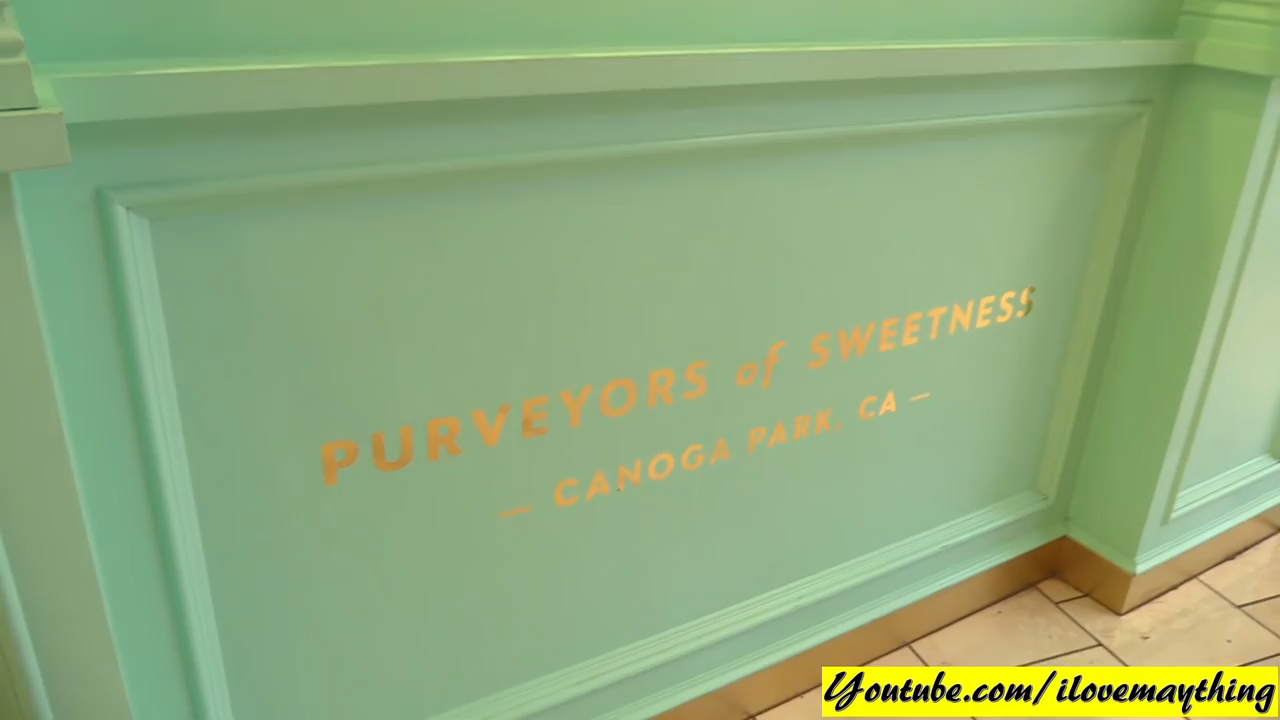 PURVEYORS of SWEETNESS
— CANOGA PARK, CA —
Youtube.com/ilovemaything